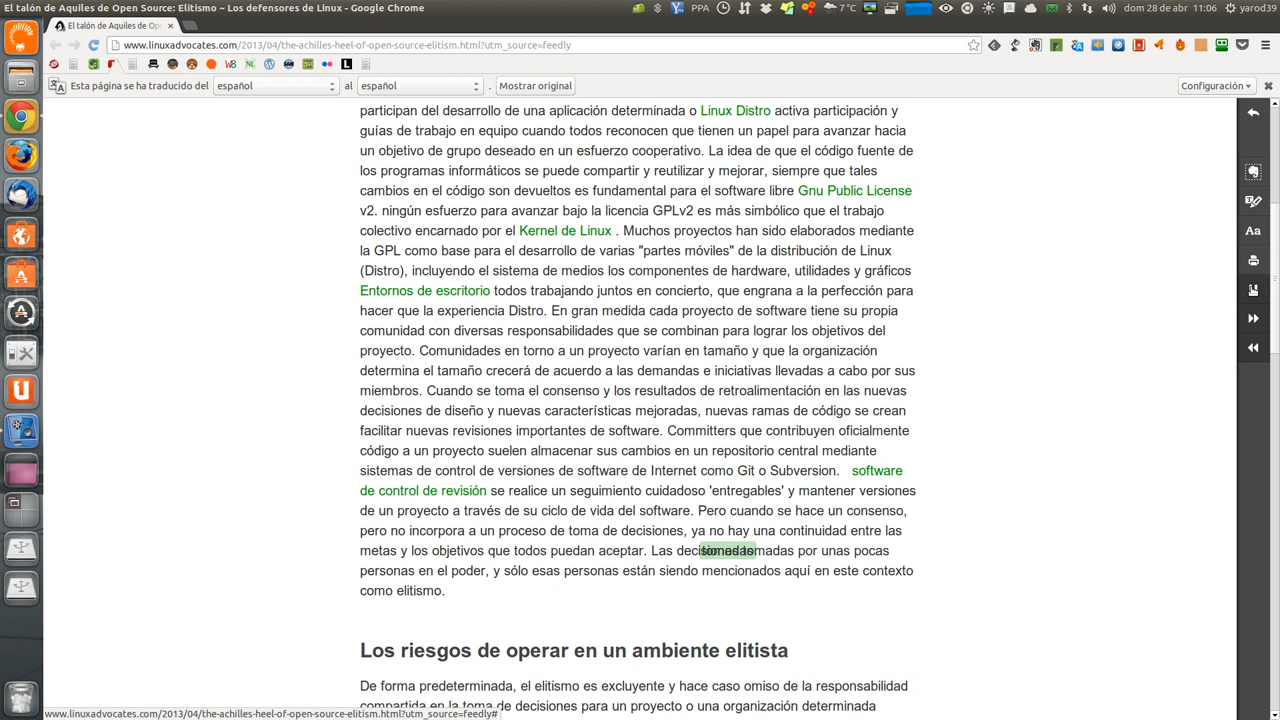 El talón de Aquiles de Open Source: Elitismo ~ Los defensores de Linux - Google Chrome
PPA
7°C
dom 28 de abr
11:06
yarod39
El talón de Aquiles de Op
www.linuxadvocates.com/2013/04/the-achilles-heel-of-open-source-elitism.html?utm_source=feedly
Esta página se ha traducido del español al español . Mostrar original Configuración
participan del desarrollo de una aplicación determinada o Linux Distro activa participación y
guías de trabajo en equipo cuando todos reconocen que tienen un papel para avanzar hacia
un objetivo de grupo deseado en un esfuerzo cooperativo. La idea de que el código fuente de
los programas informáticos se puede compartir y reutilizar y mejorar, siempre que tales
cambios en el código son devueltos es fundamental para el software libre Gnu Public License
v2. ningún esfuerzo para avanzar bajo la licencia GPLv2 es más simbólico que el trabajo
colectivo encarnado por el Kernel de Linux . Muchos proyectos han sido elaborados mediante
la GPL como base para el desarrollo de varias "partes móviles" de la distribución de Linux
(Distro), incluyendo el sistema de medios los componentes de hardware, utilidades y gráficos
Entornos de escritorio todos trabajando juntos en concierto, que engrana a la perfección para
hacer que la experiencia Distro. En gran medida cada proyecto de software tiene su propia
comunidad con diversas responsabilidades que se combinan para lograr los objetivos del
proyecto. Comunidades en torno a un proyecto varían en tamaño y que la organización
determina el tamaño crecerá de acuerdo a las demandas e iniciativas llevadas a cabo por sus
miembros. Cuando se toma el consenso y los resultados de retroalimentación en las nuevas
decisiones de diseño y nuevas características mejoradas, nuevas ramas de código se crean
facilitar nuevas revisiones importantes de software. Committers que contribuyen oficialmente
código a un proyecto suelen almacenar sus cambios en un repositorio central mediante
sistemas de control de versiones de software de Internet como Git o Subversion. software
de control de revisión se realice un seguimiento cuidadoso 'entregables' y mantener versiones
de un proyecto a través de su ciclo de vida del software. Pero cuando se hace un consenso,
pero no incorpora a un proceso de toma de decisiones, ya no hay una continuidad entre las
metas y los objetivos que todos puedan aceptar. Las por unas pocas
personas en el poder, y sólo esas personas están siendo mencionados aquí en este contexto
como elitismo.
Los riesgos de operar en un ambiente elitista
De forma predeterminada, el elitismo es excluyente y hace caso omiso de la responsabilidad
compartida en la toma de decisiones para un proyecto o una organización determinada
www.linuxadvocates.com/2013/04/the-achilles-heel-of-open-source-elitism.html?utm_source=feedly#